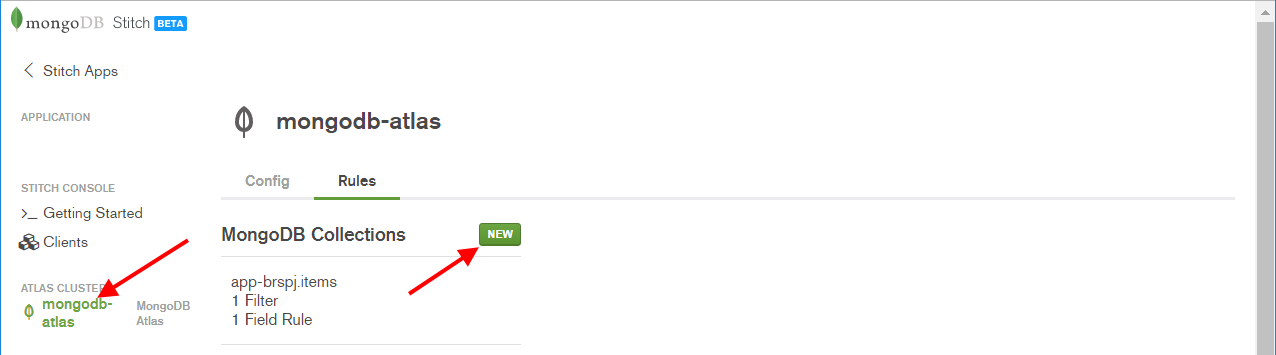 mongoDB Stitch BETA
Stitch Apps
APPLICATION
mongodb-atlas
Config Rules
STITCH CONSOLE
>_ Getting Started
Clients
MongoDB Collections NEW
app-brspj.items
1 Filter
1 Field Rule
ATLAS CLUSTER
mongodb-
atlas
MongoDB
Atlas